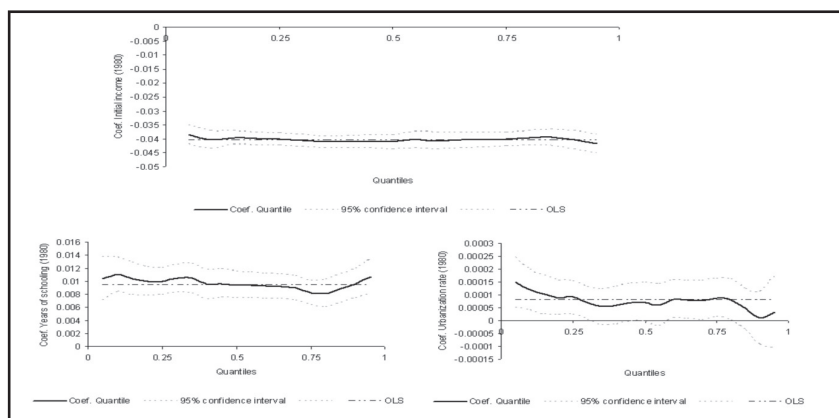 0
-0.005
-0.01
-0.015
-0.02
-0.025
-0.03
-0.035
-0.04
-0.045
-0.05
0 0.25 0.5 0.75 1
Coef. Initial income (1980)
Quantiles
Coef. Quantile 95% confidence interval OLS
0.016
0.014
0.012
0.01
0.008
0.006
0.004
0.002
0
0 0.25 0.5 0.75 1
Coef. Years of schooling (1980)
Quantiles
Coef. Quantile 95% confidence interval OLS
0.0003
0.00025
0.0002
0.00015
0.0001
0.00005
0
-0.00005
-0.0001
-0.00015
0 0.25 0.5 0.75 1
Coef. Urbanization rate (1980)
Quantiles
Coef. Quantile 95% confidence interval OLS